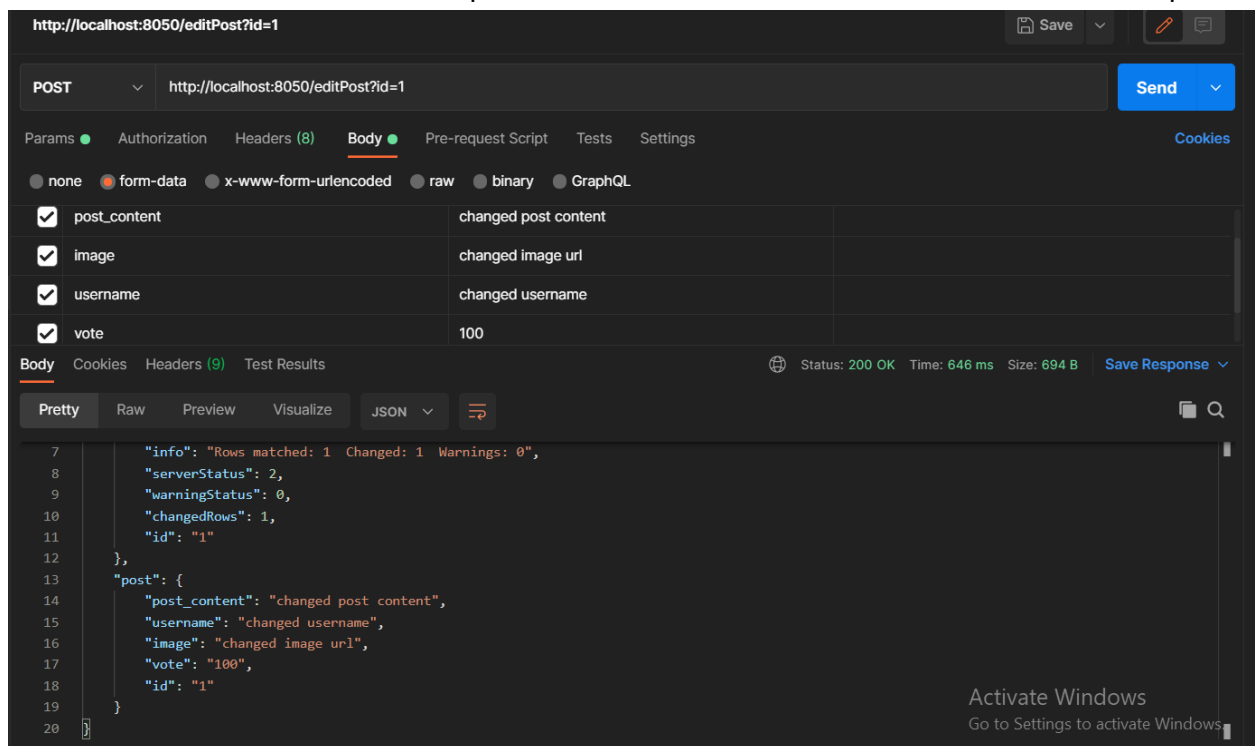 http://localhost:8050/editPost?id=1 Save
POST http://localhost:8050/editPost?id=1 Send
Params Authorization Headers (8) Body Pre-request Script Tests Settings Cookies
none form-data x-www-form-urlencoded raw binary GraphQL
post_content changed post content
image changed image url
username changed username
vote 100
Body Cookies Headers (9) Test Results Status: 200 OK Time: 646 ms Size: 694 B Save Response
Pretty Raw Preview Visualize JSON
7 "info": "Rows matched: 1 Changed: 1 Warnings: 0",
8 "serverStatus": 2,
9 "warningStatus": 0,
10 "changedRows": 1,
11 "id": "1"
12 },
13 "post": {
14 "post_content": "changed post content",
15 "username": "changed username",
16 "image": "changed image url",
17 "vote": "100",
18 "id": "1"
19 }
20 }
Activate Windows
Go to Settings to activate Windows.